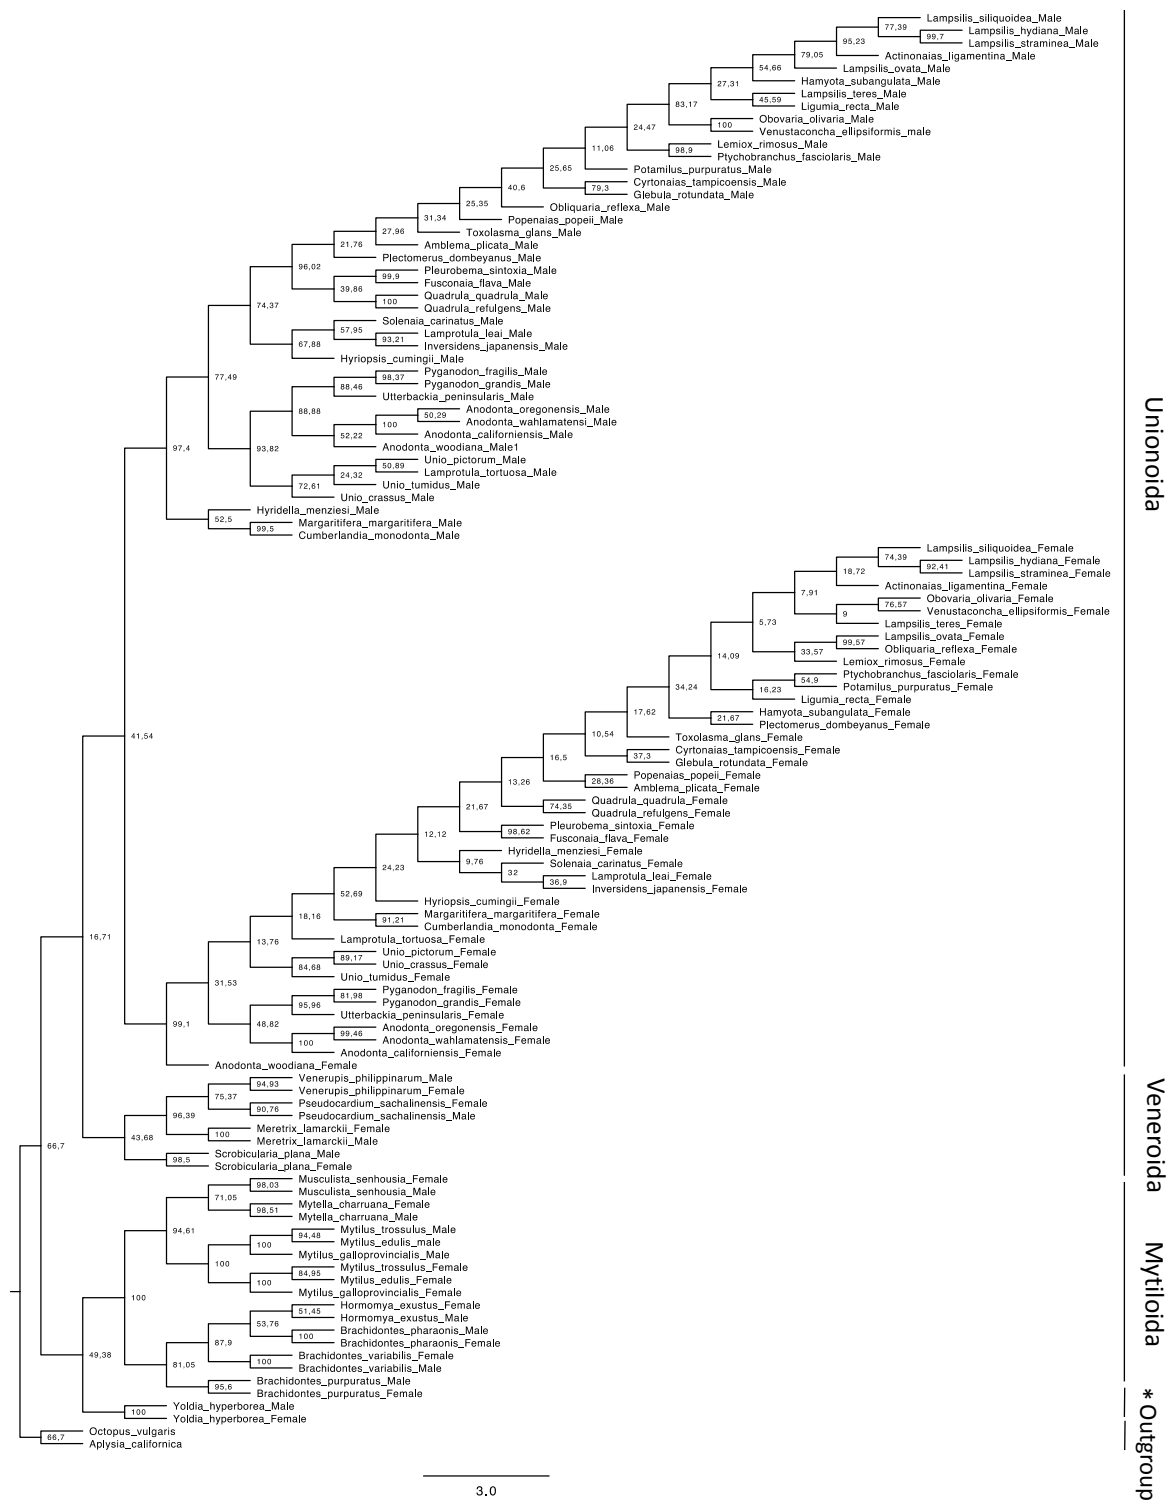 Lampsilis_siliquoidea_Male
77,39
Lampsilis_hydiana_Male
99,7
Lampsilis_straminea_Male
95,23
Actinonaias_ligamentina_Male
79,05
Lampsilis_ovata_Male
54,66
Hamyota_subangulata_Male
27,31
Lampsilis_teres_Male
45,59
Ligumia_recta_Male
83,17
Obovaria_olivaria_Male
100
Venustaconcha_ellipsiformis_male
24,47
Lemiox_rimosus_Male
98,9
Ptychobranchus_fasciolaris_Male
11,06
Potamilus_purpuratus_Male
25,65
Cyrtonaias_tampicoensis_Male
79,3
Glebula_rotundata_Male
40,6
Obliquaria_reflexa_Male
25,35
Popenaias_popeii_Male
31,34
Toxolasma_glans_Male
27,96
Amblema_plicata_Male
21,76
Plectomerus_dombeyanus_Male
96,02
Pleurobema_sintoxia_Male
99,9
Fusconaia_flava_Male
39,86
Quadrula_quadrula_Male
100
Quadrula_refulgens_Male
74,37
Solenaia_carinatus_Male
57,95
Lamprotula_leai_Male
93,21
Inversidens_japanensis_Male
67,88
Hyriopsis_cumingii_Male
77,49
Pyganodon_fragilis_Male
98,37
Pyganodon_grandis_Male
88,46
Utterbackia_peninsularis_Male
88,88
Anodonta_oregonensis_Male
50,29
Anodonta_wahlamatensi_Male
100
Anodonta_californiensis_Male
52,22
Anodonta_woodiana_Male1
93,82
Unio_pictorum_Male
50,89
Lamprotula_tortuosa_Male
24,32
Unio_tumidus_Male
72,61
Unio_crassus_Male
97,4
Hyridella_menziesi_Male
52,5
Margaritifera_margaritifera_Male
99,5
Cumberlandia_monodonta_Male
Unionoida
Lampsilis_siliquoidea_Female
74,39
Lampsilis_hydiana_Female
92,41
Lampsilis_straminea_Female
18,72
Actinonaias_ligamentina_Female
7,91
Obovaria_olivaria_Female
76,57
Venustaconcha_ellipsiformis_Female
9
Lampsilis_teres_Female
5,73
Lampsilis_ovata_Female
99,57
Obliquaria_reflexa_Female
33,57
Lemiox_rimosus_Female
14,09
Ptychobranchus_fasciolaris_Female
54,9
Potamilus_purpuratus_Female
16,23
Ligumia_recta_Female
34,24
Hamyota_subangulata_Female
21,67
Plectomerus_dombeyanus_Female
17,62
Toxolasma_glans_Female
10,54
Cyrtonaias_tampicoensis_Female
37,3
Glebula_rotundata_Female
16,5
Popenaias_popeii_Female
28,36
Amblema_plicata_Female
13,26
Quadrula_quadrula_Female
74,35
Quadrula_refulgens_Female
21,67
Pleurobema_sintoxia_Female
98,62
Fusconaia_flava_Female
12,12
Hyridella_menziesi_Female
9,76
Solenaia_carinatus_Female
32
Lamprotula_leai_Female
36,9
Inversidens_japanensis_Female
24,23
Hyriopsis_cumingii_Female
52,69
Margaritifera_margaritifera_Female
91,21
Cumberlandia_monodonta_Female
18,16
Lamprotula_tortuosa_Female
13,76
Unio_pictorum_Female
89,17
Unio_crassus_Female
84,68
Unio_tumidus_Female
31,53
Pyganodon_fragilis_Female
81,98
Pyganodon_grandis_Female
95,96
Utterbackia_peninsularis_Female
48,82
Anodonta_oregonensis_Female
99,46
Anodonta_wahlamatensis_Female
100
Anodonta_californiensis_Female
99,1
Anodonta_woodiana_Female
41,54
16,71
Venerupis_philippinarum_Male
94,93
Venerupis_philippinarum_Female
75,37
Pseudocardium_sachalinensis_Female
90,76
Pseudocardium_sachalinensis_Male
96,39
Meretrix_lamarckii_Female
100
Meretrix_lamarckii_Male
43,68
Scrobicularia_plana_Male
98,5
Scrobicularia_plana_Female
Veneroida
66,7
Musculista_senhousia_Female
98,03
Musculista_senhousia_Male
71,05
Mytella_charruana_Female
98,51
Mytella_charruana_Male
94,61
Mytilus_trossulus_Male
94,48
Mytilus_edulis_male
100
Mytilus_galloprovincialis_Male
100
Mytilus_trossulus_Female
84,95
Mytilus_edulis_Female
100
Mytilus_galloprovincialis_Female
100
Hormomya_exustus_Female
51,45
Hormomya_exustus_Male
53,76
Brachidontes_pharaonis_Male
100
Brachidontes_pharaonis_Female
87,9
Brachidontes_variabilis_Female
100
Brachidontes_variabilis_Male
81,05
Brachidontes_purpuratus_Male
95,6
Brachidontes_purpuratus_Female
Mytiloida
49,38
Yoldia_hyperborea_Male
100
Yoldia_hyperborea_Female
*
Octopus_vulgaris
66,7
Aplysia_californica
Outgroup
3.0